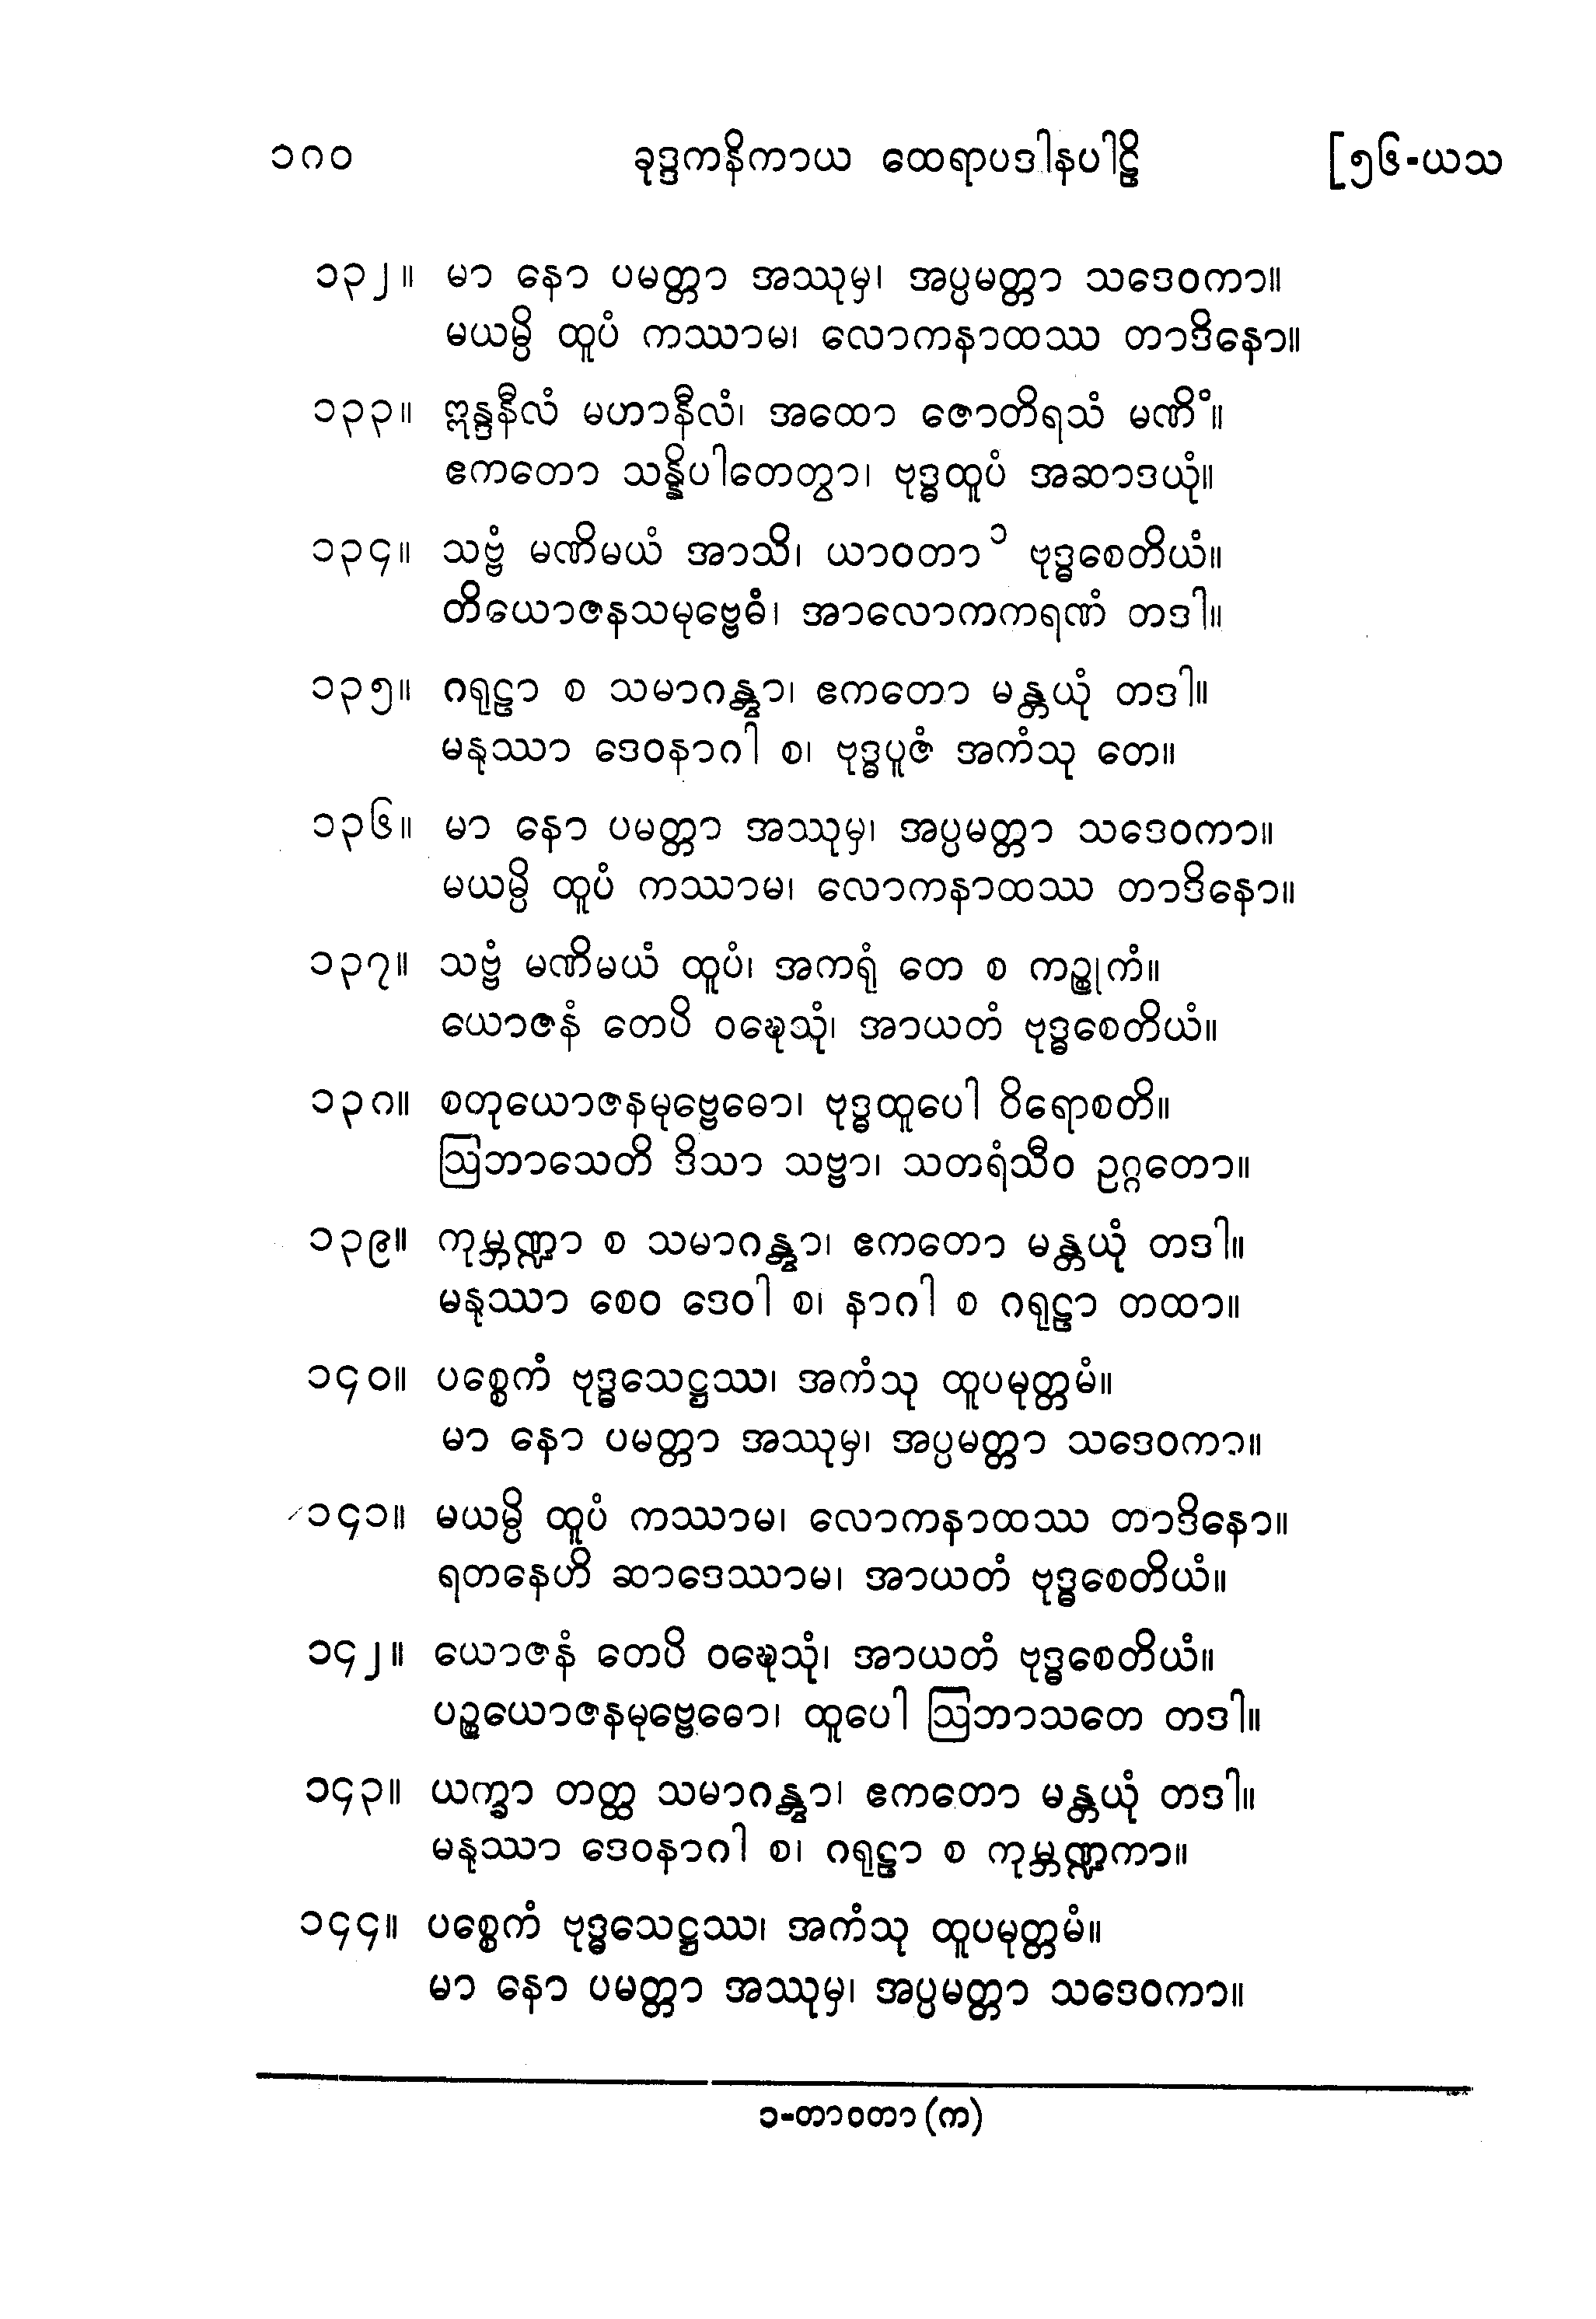 ၁၈၀ ခုဒ္ဒကနိကာယ ထေရာပဒါနပါဠိ [၅၆-ယသ
၁၃၂။ မာ နော ပမတ္တာ အဿုမှ၊ အပ္ပမတ္တာ သဒေဝကာ။
မယမ္ပိ ထူပံ ကဿာမ၊ လောကနာထဿ တာဒိနော။
၁၃၃။ ဣန္ဒနီလံ မဟာနီလံ၊ အထော ဇောတိရသံ မဏိံ။
ဧကတော သန္နိပါတေတွာ၊ ဗုဒ္ဓထူပံ အဆာဒယုံ။
၁၃၄။ သဗ္ဗံ မဏိမယံ အာသိ၊ ယာဝတာ ၁ ဗုဒ္ဓစေတိယံ။
တိယောဇနသမုဗ္ဗေဓံ၊ အာလောကကရဏံ တဒါ။
၁၃၅။ ဂရုဠာ စ သမာဂန္တွာ၊ ဧကတော မန္တယုံ တဒါ။
မနုဿာ ဒေဝနာဂါ စ၊ ဗုဒ္ဓပူဇံ အကံသု တေ။
၁၃၆။ မာ နော ပမတ္တာ အဿုမှ၊ အပ္ပမတ္တာ သဒေဝကာ။
မယမ္ပိ ထူပံ ကဿာမ၊ လောကနာထဿ တာဒိနော။
၁၃၇။ သဗ္ဗံ မဏိမယံ ထူပံ၊ အကရုံ တေ စ ကဉ္စုကံ။
ယောဇနံ တေပိ ဝဍ္ဎေသုံ၊ အာယတံ ဗုဒ္ဓစေတိယံ။
၁၃၈။ စတုယောဇနမုဗ္ဗေဓော၊ ဗုဒ္ဓထူပေါ ဝိရောစတိ။
ဩဘာသေတိ ဒိသာ သဗ္ဗာ၊ သတရံသီဝ ဥဂ္ဂတော။
၁၃၉။ ကုမ္ဘဏ္ဍာ စ သမာဂန္တွာ၊ ဧကတော မန္တယုံ တဒါ။
မနုဿာ စေဝ ဒေဝါ စ၊ နာဂါ စ ဂရုဠာ တထာ။
၁၄၀။ ပစ္စေကံ ဗုဒ္ဓသေဋ္ဌဿ၊ အကံသု ထူပမုတ္တမံ။
မာ နော ပမတ္တာ အဿုမှ၊ အပ္ပမတ္တာ သဒေဝကာ။
၁၄၁။ မယမ္ပိ ထူပံ ကဿာမ၊ လောကနာထဿ တာဒိနော။
ရတနေဟိ ဆာဒေဿာမ၊ အာယတံ ဗုဒ္ဓစေတိယံ။
၁၄၂။ ယောဇနံ တေပိ ဝဍ္ဎေသုံ၊ အာယတံ ဗုဒ္ဓစေတိယံ။
ပဉ္စယောဇနမုဗ္ဗေဓော၊ ထူပေါ ဩဘာသတေ တဒါ။
၁၄၃။ ယက္ခာ တတ္ထ သမာဂန္တွာ၊ ဧကတော မန္တယုံ တဒါ။
မနုဿာ ဒေဝနာဂါ စ၊ ဂရုဠာ စ ကုမ္ဘဏ္ဍကာ။
၁၄၄။ ပစ္စေကံ ဗုဒ္ဓသေဋ္ဌဿ၊ အကံသု ထူပမုတ္တမံ။
မာ နော ပမတ္တာ အဿုမှ၊ အပ္ပမတ္တာ သဒေဝကာ။
၁-တာဝတာ (က)